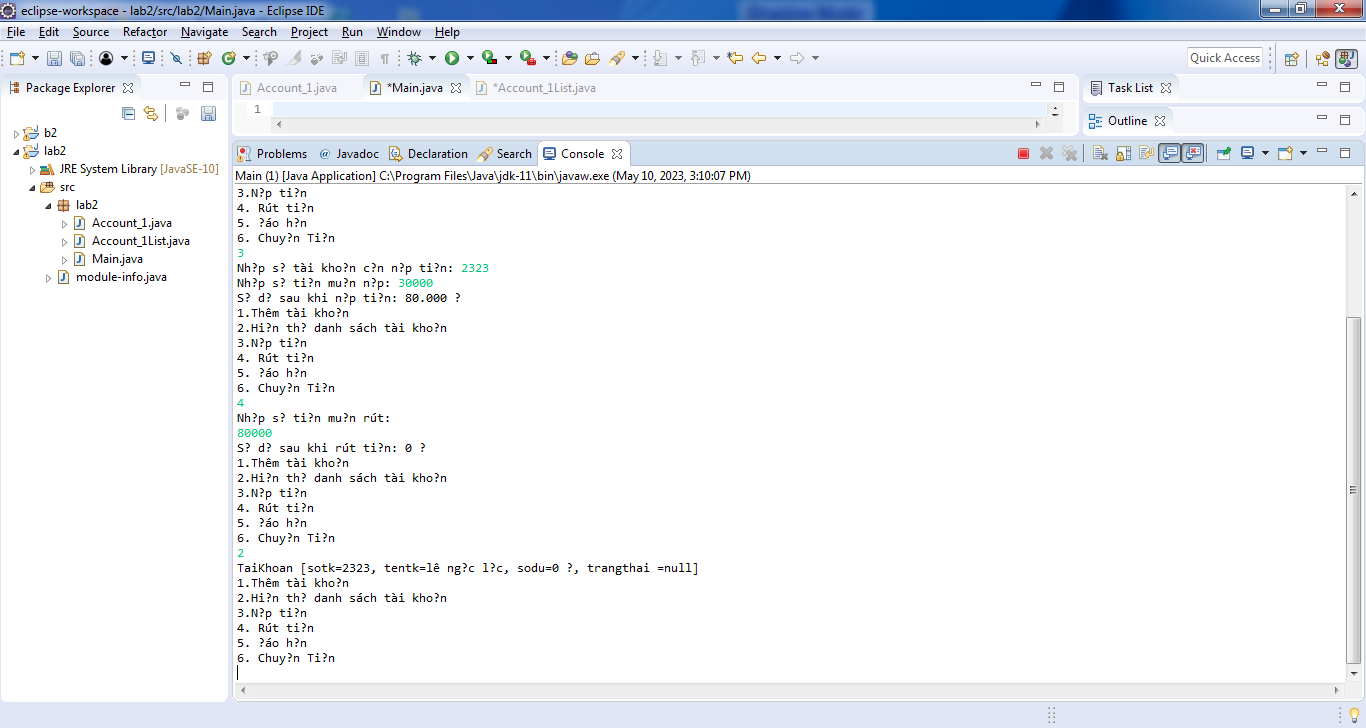 eclipse-workspace - lab2/src/lab2/Main.java - Eclipse IDE
File Edit Source Refactor Navigate Search Project Run Window Help
Quick Access
Package Explorer
Account_1.java *Main.java *Account_1List.java
Task List
1
Outline
b2
lab2
JRE System Library [JavaSE-10]
src
lab2
Account_1.java
Account_1List.java
Main.java
module-info.java
Problems @ Javadoc Declaration Search Console
Main (1) [Java Application] C:\Program Files\Java\jdk-11\bin\javaw.exe (May 10, 2023, 3:10:07 PM)
3.N?p ti?n
4. Rút ti?n
5. ?áo h?n
6. Chuy?n Ti?n
3
Nh?p s? tài kho?n c?n n?p ti?n: 2323
Nh?p s? ti?n mu?n n?p: 30000
S? d? sau khi n?p ti?n: 80.000 ?
1.Thêm tài kho?n
2.Hi?n th? danh sách tài kho?n
3.N?p ti?n
4. Rút ti?n
5. ?áo h?n
6. Chuy?n Ti?n
4
Nh?p s? ti?n mu?n rút:
80000
S? d? sau khi rút ti?n: 0 ?
1.Thêm tài kho?n
2.Hi?n th? danh sách tài kho?n
3.N?p ti?n
4. Rút ti?n
5. ?áo h?n
6. Chuy?n Ti?n
2
TaiKhoan [sotk=2323, tentk=lê ng?c l?c, sodu=0 ?, trangthai =null]
1.Thêm tài kho?n
2.Hi?n th? danh sách tài kho?n
3.N?p ti?n
4. Rút ti?n
5. ?áo h?n
6. Chuy?n Ti?n